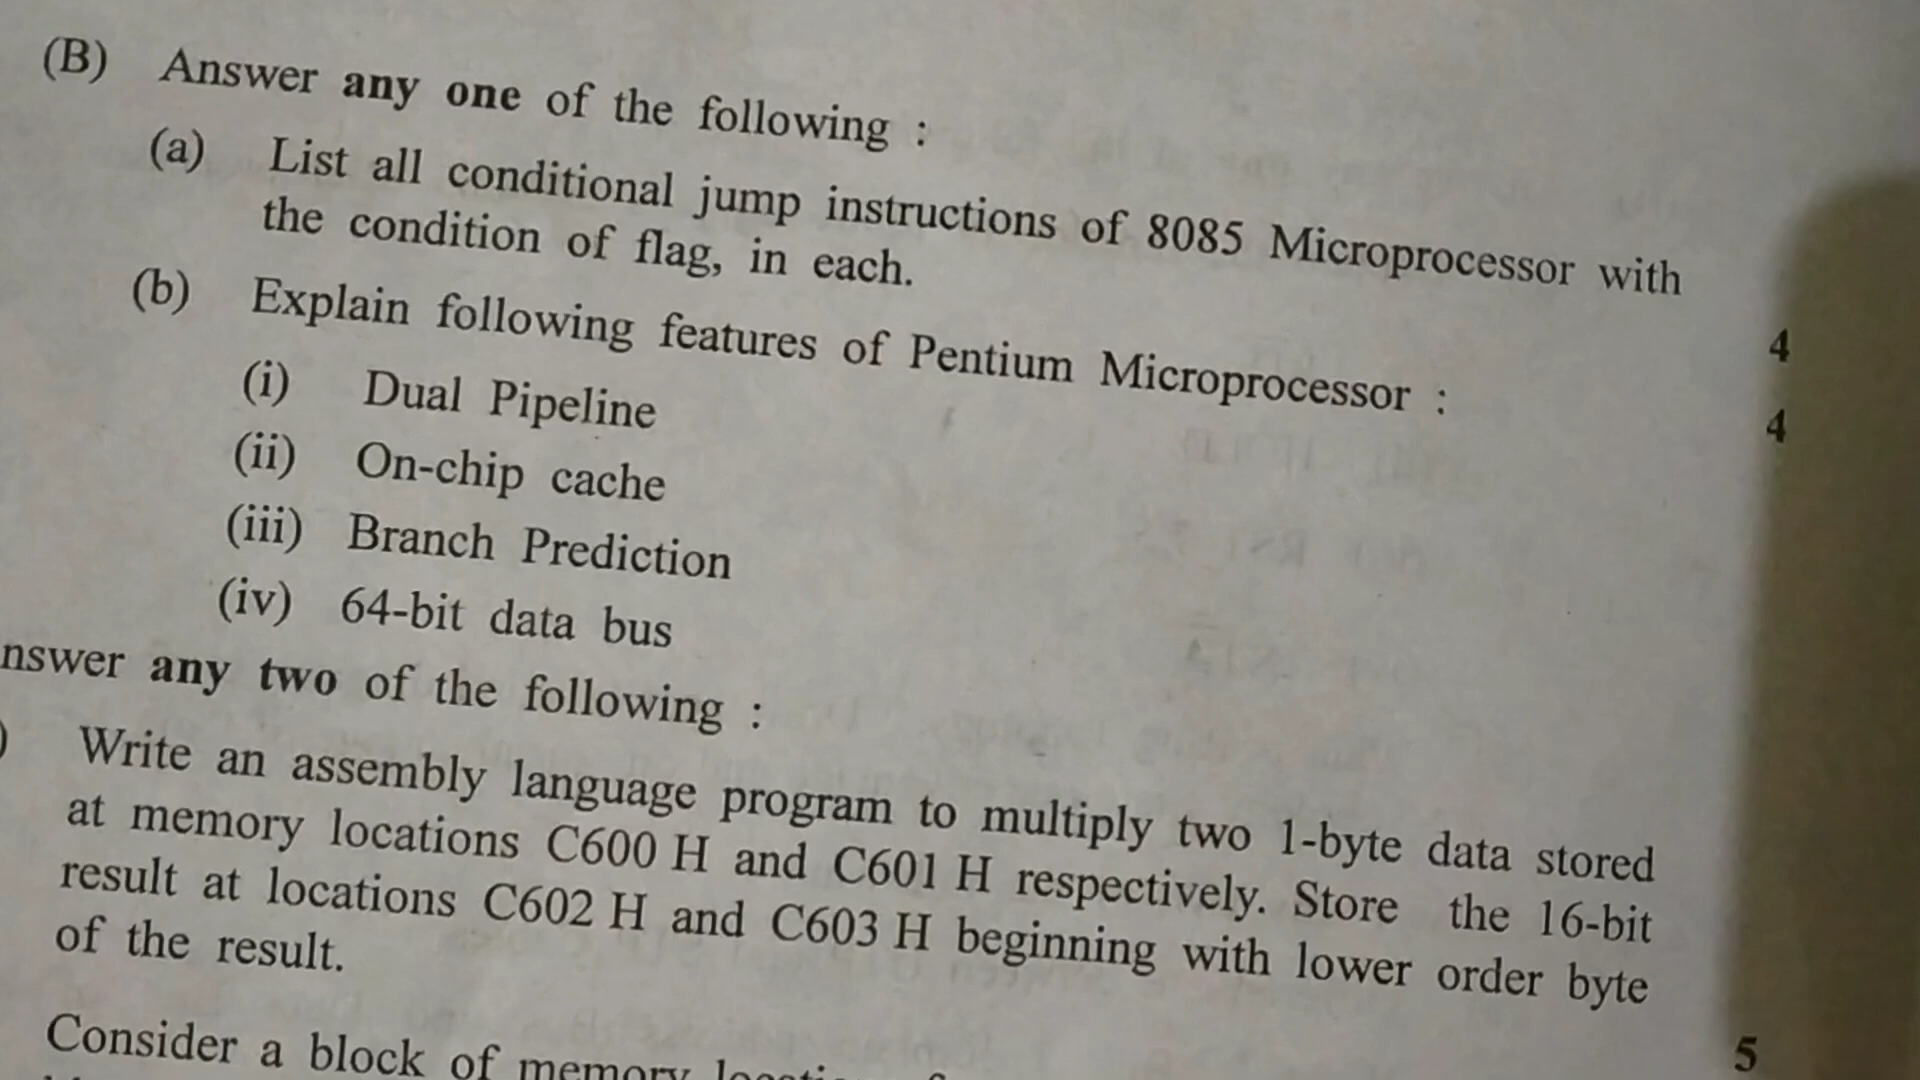 (B) Answer any one of the following :
(a) List all conditional jump instructions of 8085 Microprocessor with
the condition of flag, in each. 4
(b) Explain following features of Pentium Microprocessor : 4
(i) Dual Pipeline
(ii) On-chip cache
(iii) Branch Prediction
(iv) 64-bit data bus
nswer any two of the following :
) Write an assembly language program to multiply two 1-byte data stored
at memory locations C600 H and C601 H respectively. Store the 16-bit
result at locations C602 H and C603 H beginning with lower order byte
of the result. 5
Consider a block of memory